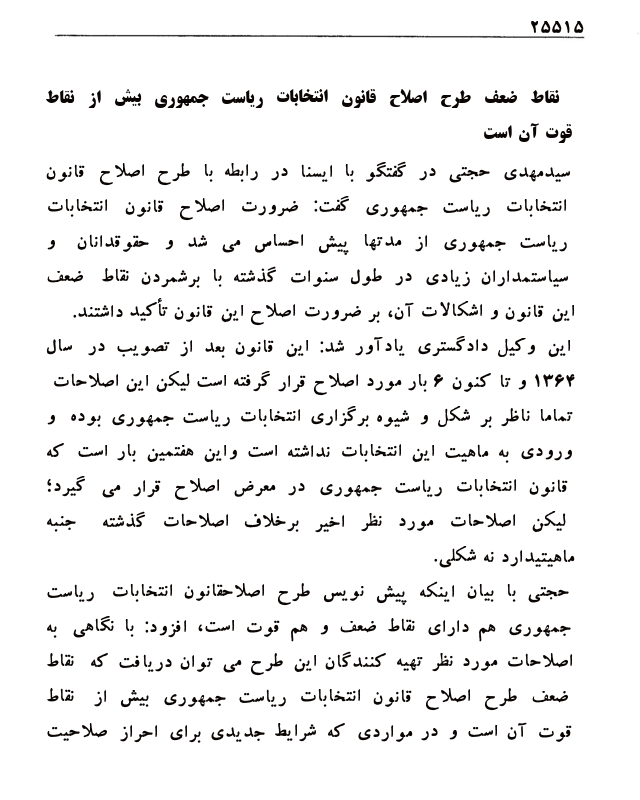 ۲۵۵۱۵
نقاط ضعف طرح اصلاح قانون انتخابات ریاست جمهوری بیش از نقاط
قوت آن است
سیدمهدی حجتی در گفتگو با ایسنا در رابطه با طرح اصلاح قانون
انتخابات ریاست جمهوری گفت: ضرورت اصلاح قانون انتخابات
ریاست جمهوری از مدتها پیش احساس می شد و حقوقدانان و
سیاستمداران زیادی در طول سنوات گذشته با برشمردن نقاط ضعف
این قانون و اشکالات آن، بر ضرورت اصلاح این قانون تأکید داشتند.
این وکیل دادگستری یادآور شد: این قانون بعد از تصویب در سال
۱۳۶۴ و تا کنون ۶ بار مورد اصلاح قرار گرفته است لیکن این اصلاحات
تماما ناظر بر شکل و شیوه برگزاری انتخابات ریاست جمهوری بوده و
ورودی به ماهیت این انتخابات نداشته است واین هفتمین بار است که
قانون انتخابات ریاست جمهوری در معرض اصلاح قرار می گیرد؛
لیکن اصلاحات مورد نظر اخیر برخلاف اصلاحات گذشته جنبه
ماهیتیدارد نه شکلی.
حجتی با بیان اینکه پیش نویس طرح اصلاحقانون انتخابات ریاست
جمهوری هم دارای نقاط ضعف و هم قوت است، افزود: با نگاهی به
اصلاحات مورد نظر تهیه کنندگان این طرح می توان دریافت که نقاط
ضعف طرح اصلاح قانون انتخابات ریاست جمهوری بیش از نقاط
قوت آن است و در مواردی که شرایط جدیدی برای احراز صلاحیت